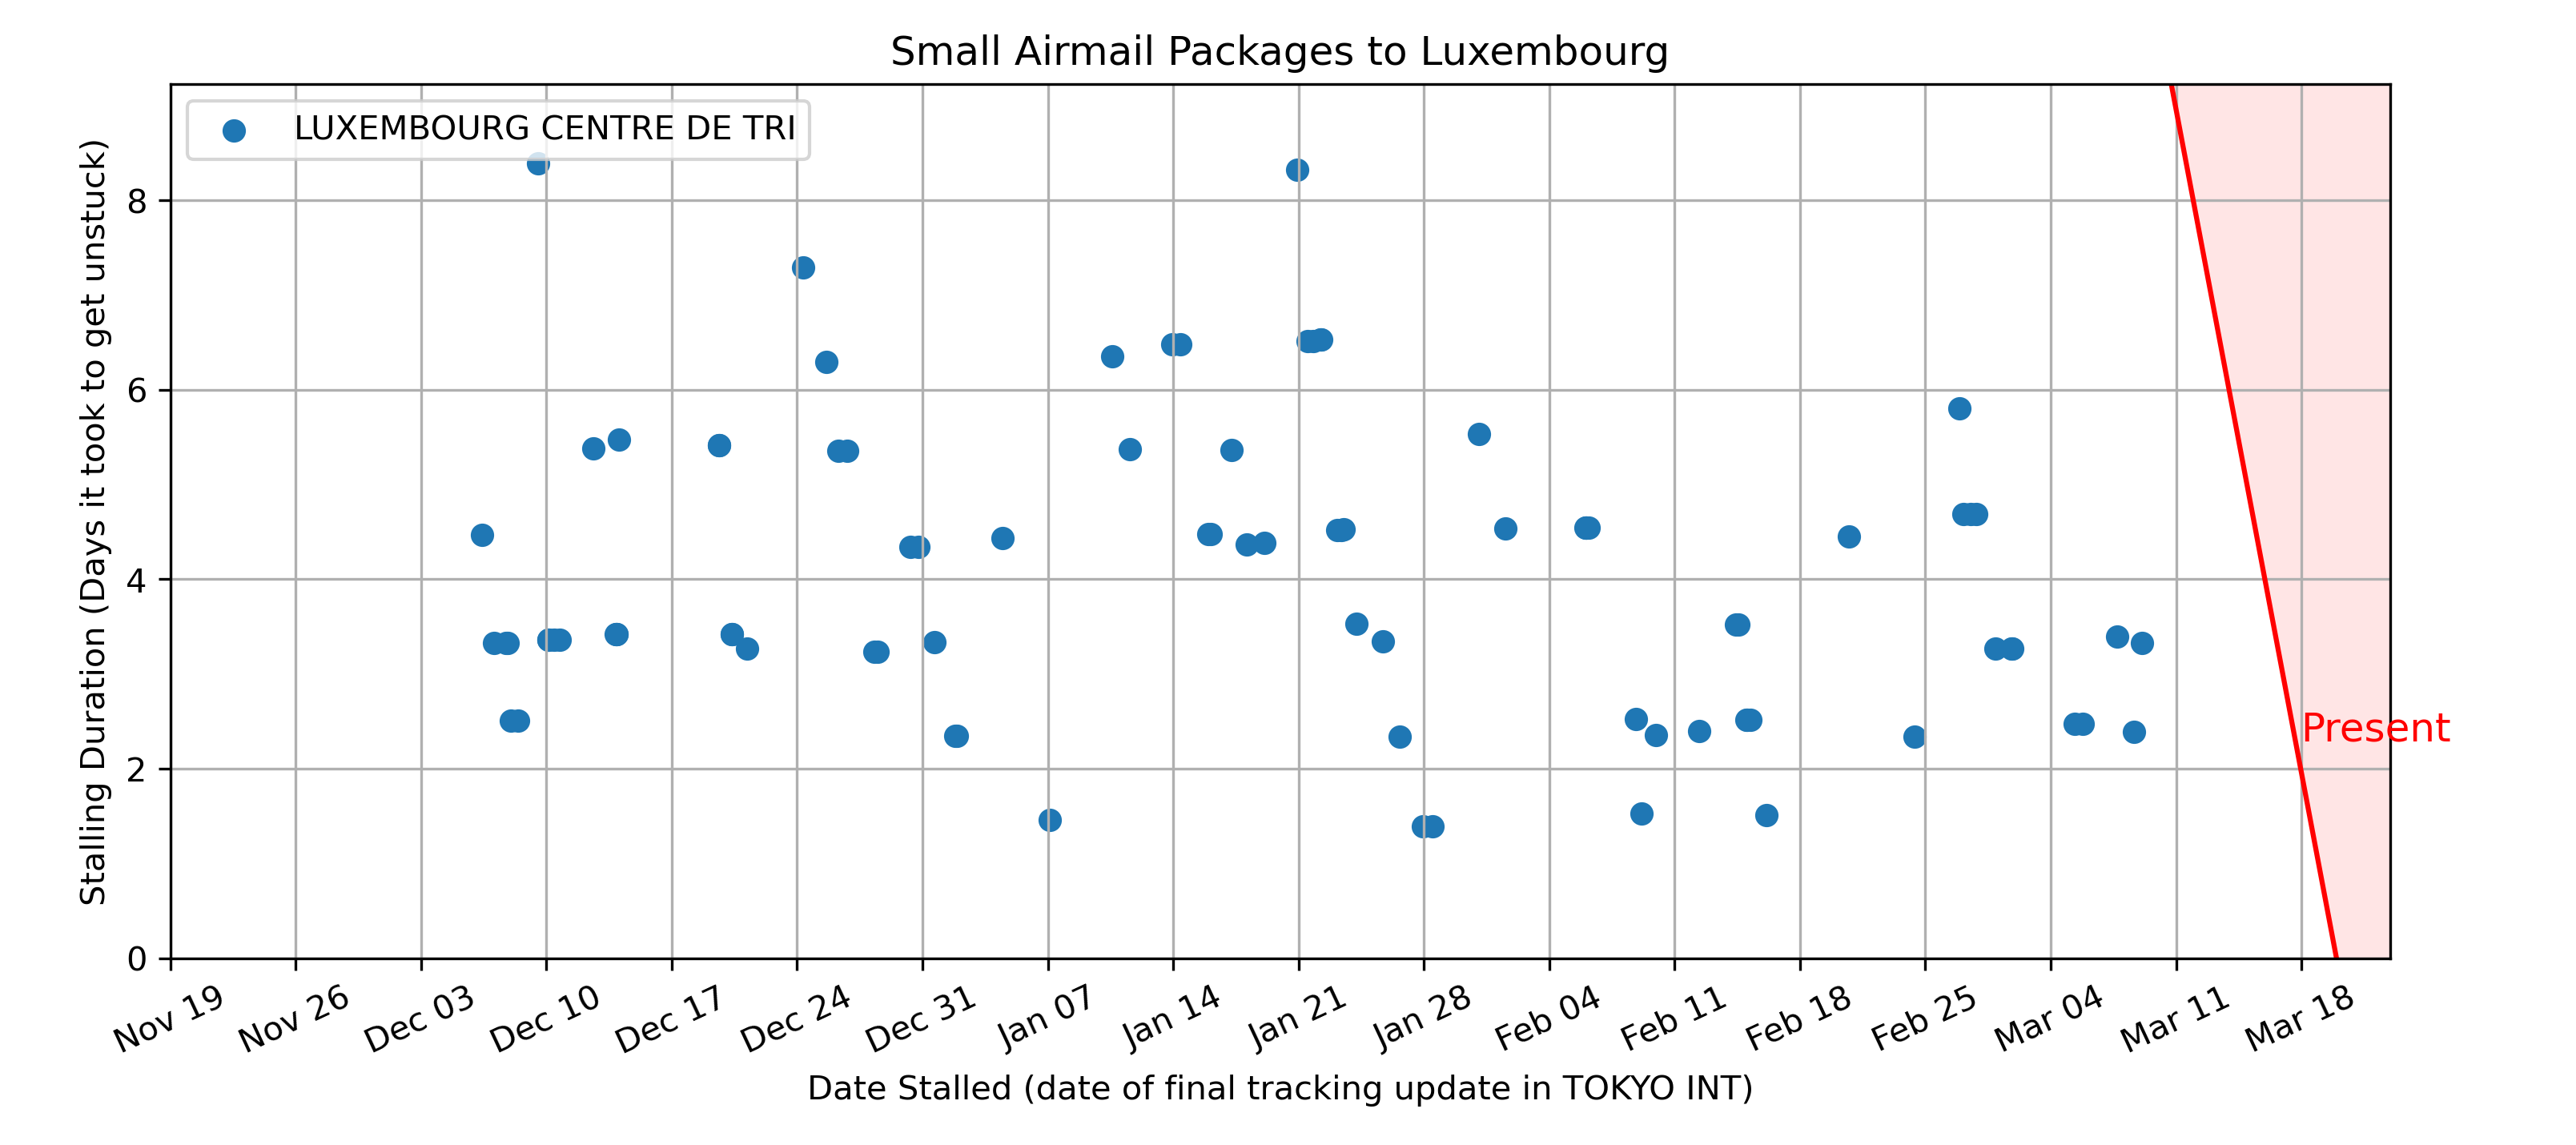 Small Airmail Packages to Luxembourg
LUXEMBOURG CENTRE DE TRI
Stalling Duration (Days it took to get unstuck)
8
6
4
2
0
Present
Nov 19
Nov 26
Dec 03
Dec 10
Dec 17
Dec 24
Dec 31
Jan 07
Jan 14
Jan 21
Jan 28
Feb 04
Feb 11
Feb 18
Feb 25
Mar 04
Mar 11
Mar 18
Date Stalled (date of final tracking update in TOKYO INT)